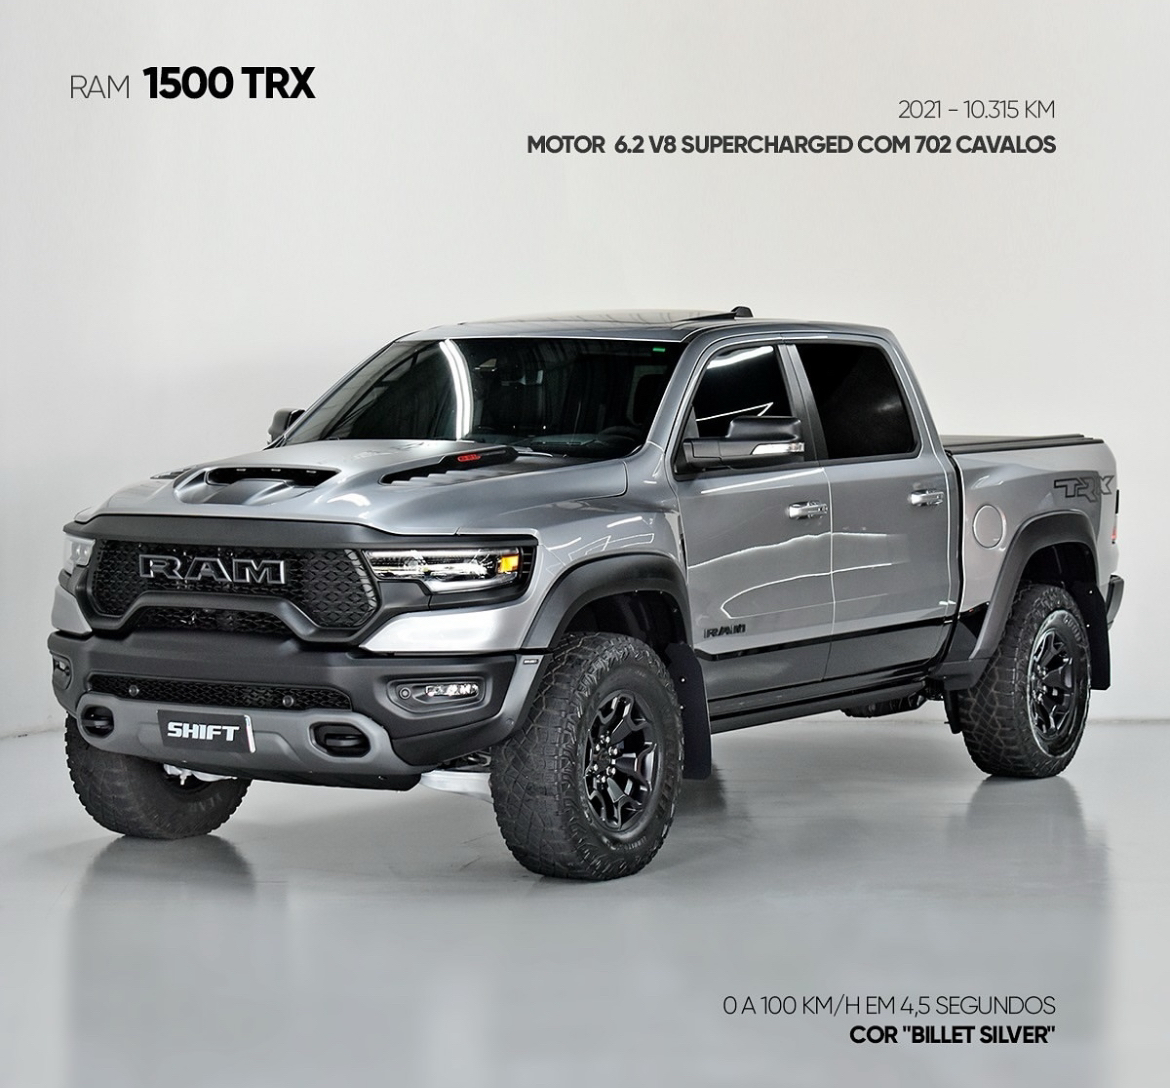 RAM 1500 TRX
2021 - 10.315 KM
MOTOR 6.2 V8 SUPERCHARGED COM 702 CAVALOS
TRX
RAM
SHIFT
0 A 100 KM/H EM 4,5 SEGUNDOS
COR "BILLET SILVER"